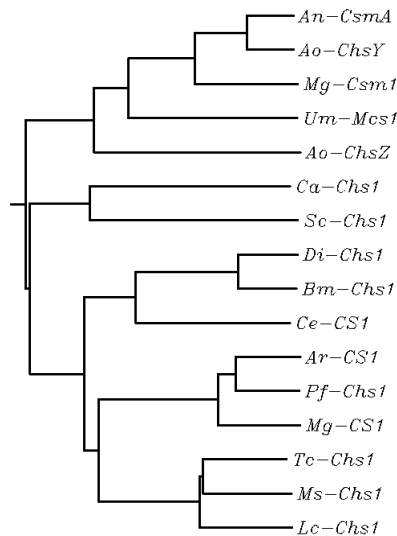 An-CsmA
Ao-ChsY
Mg-Csm1
Um-Mcs1
Ao-ChsZ
Ca-Chs1
Sc-Chs1
Di-Chs1
Bm-Chs1
Ce-CS1
Ar-CS1
Pf-Chs1
Mg-CS1
Tc-Chs1
Ms-Chs1
Lc-Chs1